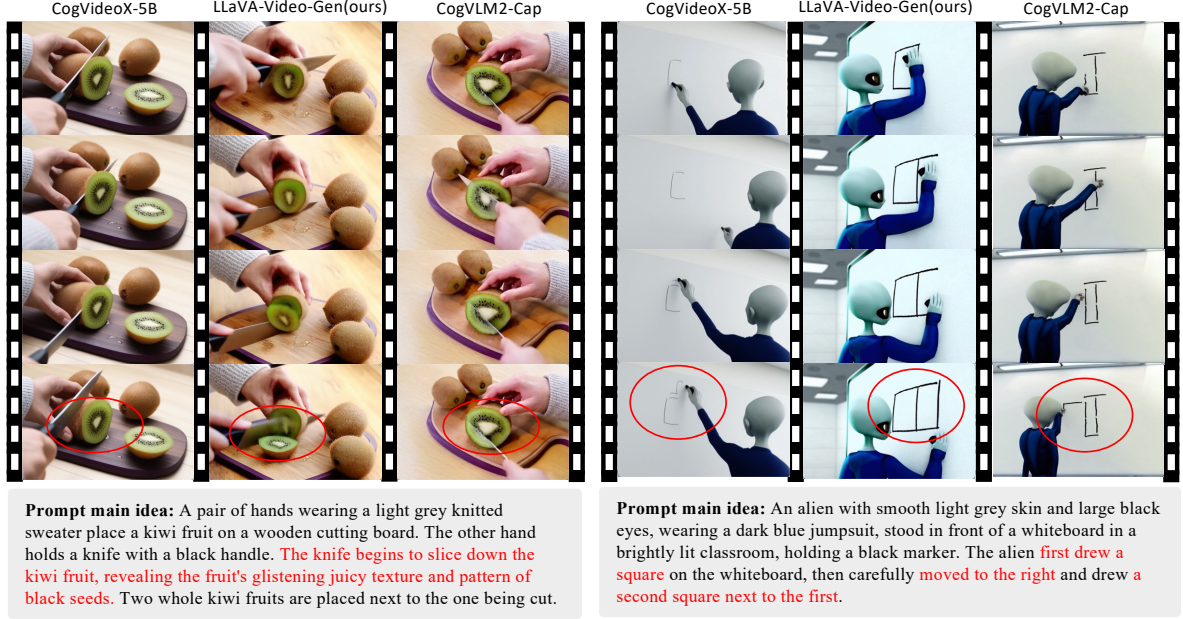 CogVideoX-5B
LLaVA-Video-Gen(ours)
CogVLM2-Cap
Prompt main idea: A pair of hands wearing a light grey knitted
sweater place a kiwi fruit on a wooden cutting board. The other hand
holds a knife with a black handle. The knife begins to slice down the
kiwi fruit, revealing the fruit's glistening juicy texture and pattern of
black seeds. Two whole kiwi fruits are placed next to the one being cut.
CogVideoX-5B
LLaVA-Video-Gen(ours)
CogVLM2-Cap
Prompt main idea: An alien with smooth light grey skin and large black
eyes, wearing a dark blue jumpsuit, stood in front of a whiteboard in a
brightly lit classroom, holding a black marker. The alien first drew a
square on the whiteboard, then carefully moved to the right and drew a
second square next to the first.